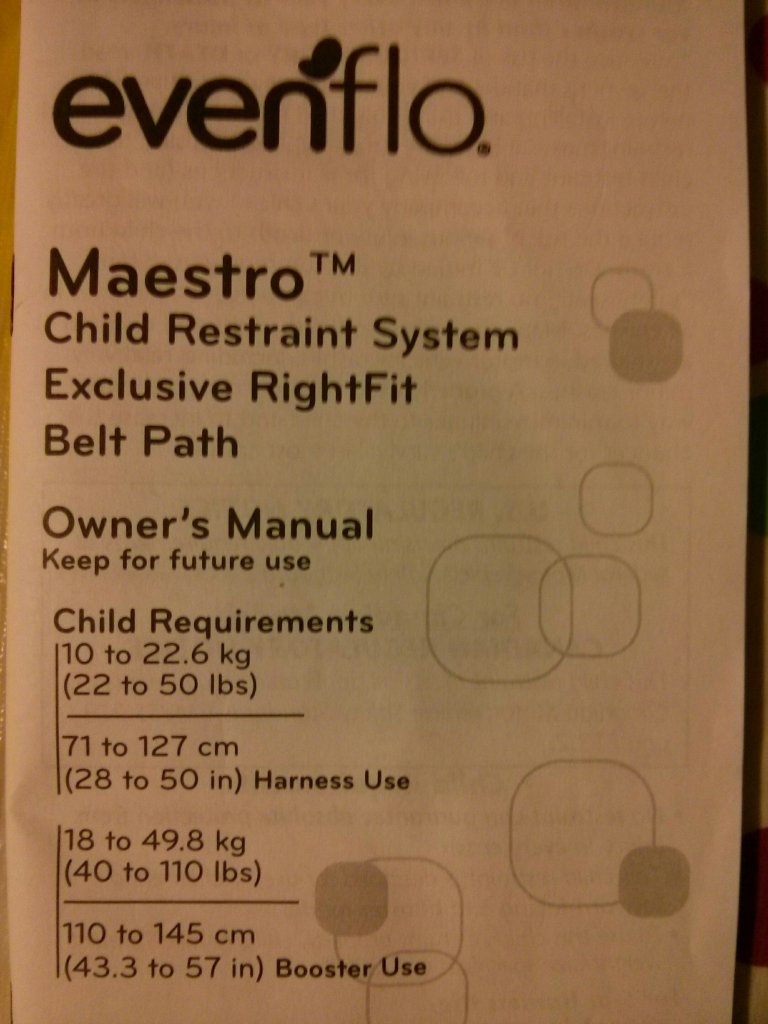 evenflo®
Maestro™
Child Restraint System
Exclusive RightFit
Belt Path
Owner's Manual
Keep for future use
Child Requirements
10 to 22.6 kg
(22 to 50 lbs)
71 to 127 cm
(28 to 50 in) Harness Use
18 to 49.8 kg
(40 to 110 lbs)
110 to 145 cm
(43.3 to 57 in) Booster Use